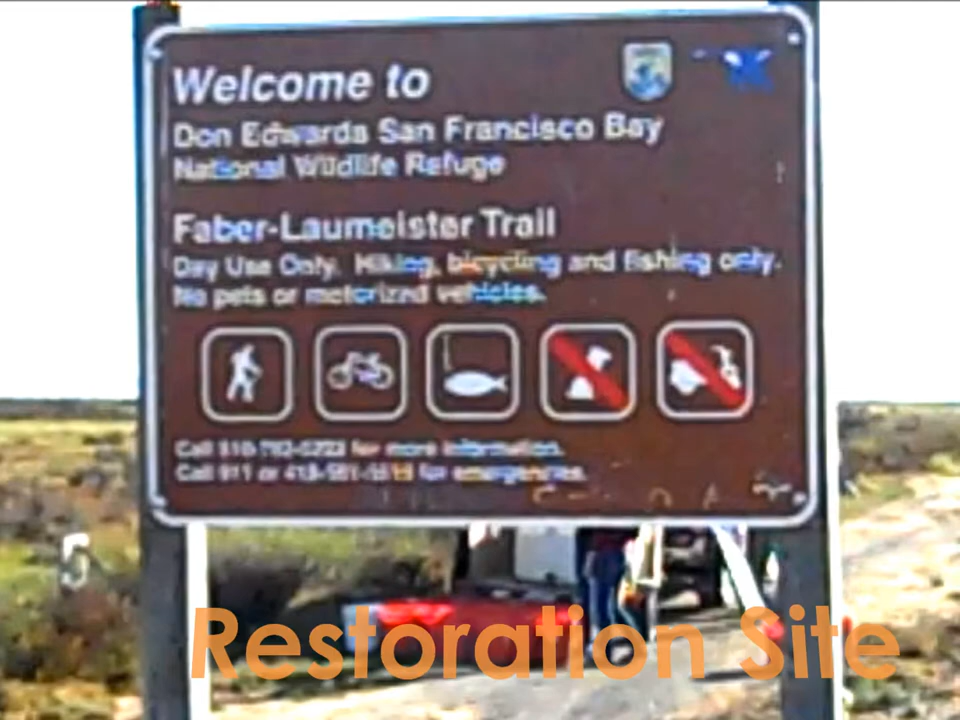 Welcome to
Don Edwards San Francisco Bay
National Wildlife Refuge
Faber-Laumeister Trail
Day Use Only. Hiking, bicycling and fishing only.
No pets or motorized vehicles.
Call for more information.
Call 911 or for emergencies.
5
Restoration Site